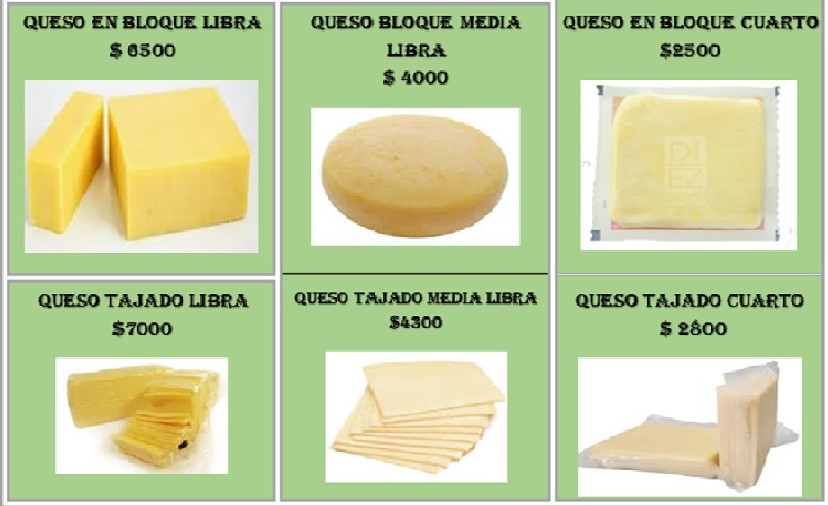 QUESO EN BLOQUE LIBRA
$ 6500
QUESO BLOQUE MEDIA
LIBRA
$ 4000
QUESO EN BLOQUE CUARTO
$2500
DI
EZ
QUESO TAJADO LIBRA
$7000
QUESO TAJADO MEDIA LIBRA
$4300
QUESO TAJADO CUARTO
$ 2800